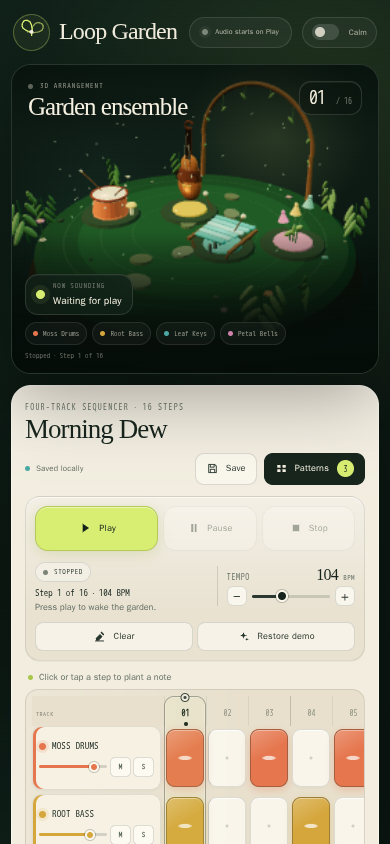 Loop Garden
Audio starts on Play
Calm
3D ARRANGEMENT
Garden ensemble
01 / 16
NOW SOUNDING
Waiting for play
Moss Drums
Root Bass
Leaf Keys
Petal Bells
Stopped · Step 1 of 16
FOUR-TRACK SEQUENCER · 16 STEPS
Morning Dew
Saved locally
Save
Patterns 3
Play
Pause
Stop
STOPPED
Step 1 of 16 · 104 BPM
Press play to wake the garden.
TEMPO
104 BPM
Clear
Restore demo
Click or tap a step to plant a note
TRACK
01 02 03 04 05
MOSS DRUMS
M S
ROOT BASS
M S